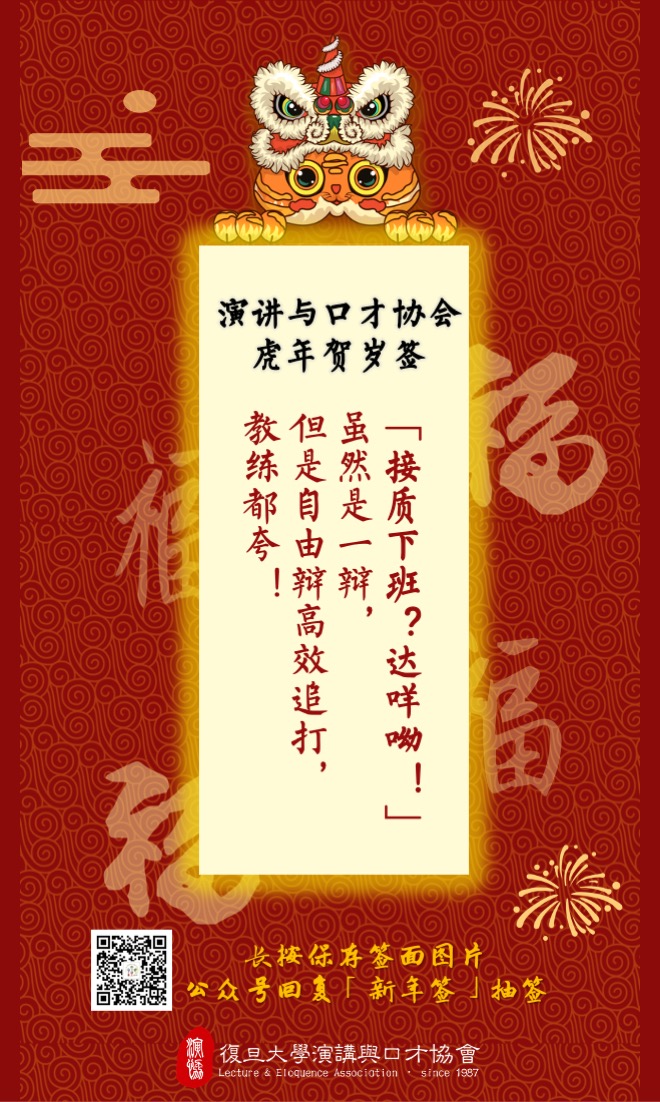 演讲与口才协会
虎年贺岁签
「接质下班？达咩呦！」
虽然是一辩，
但是自由辩高效追打，
教练都夸！
福
福
福
福
长按保存签面图片
公众号回复「新年签」抽签
演协
復旦大學演講與口才協會
Lecture & Eloquence Association · since 1987